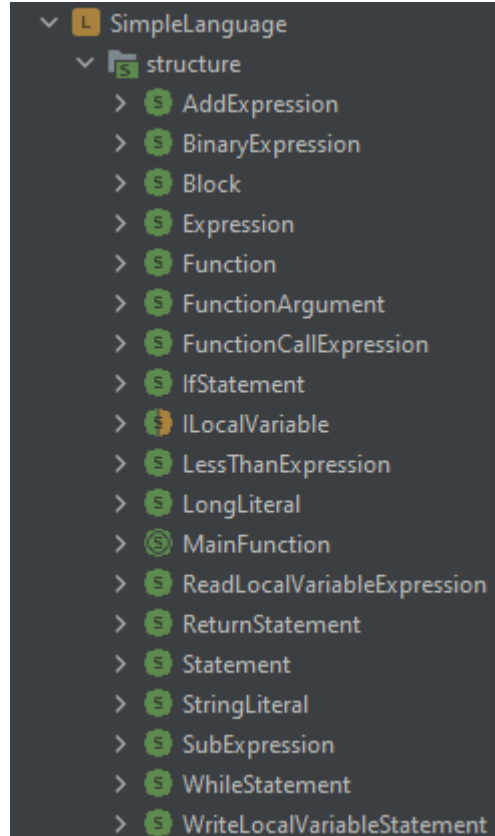 L SimpleLanguage
S structure
S AddExpression
S BinaryExpression
S Block
S Expression
S Function
S FunctionArgument
S FunctionCallExpression
S IfStatement
S ILocalVariable
S LessThanExpression
S LongLiteral
S MainFunction
S ReadLocalVariableExpression
S ReturnStatement
S Statement
S StringLiteral
S SubExpression
S WhileStatement
S WriteLocalVariableStatement